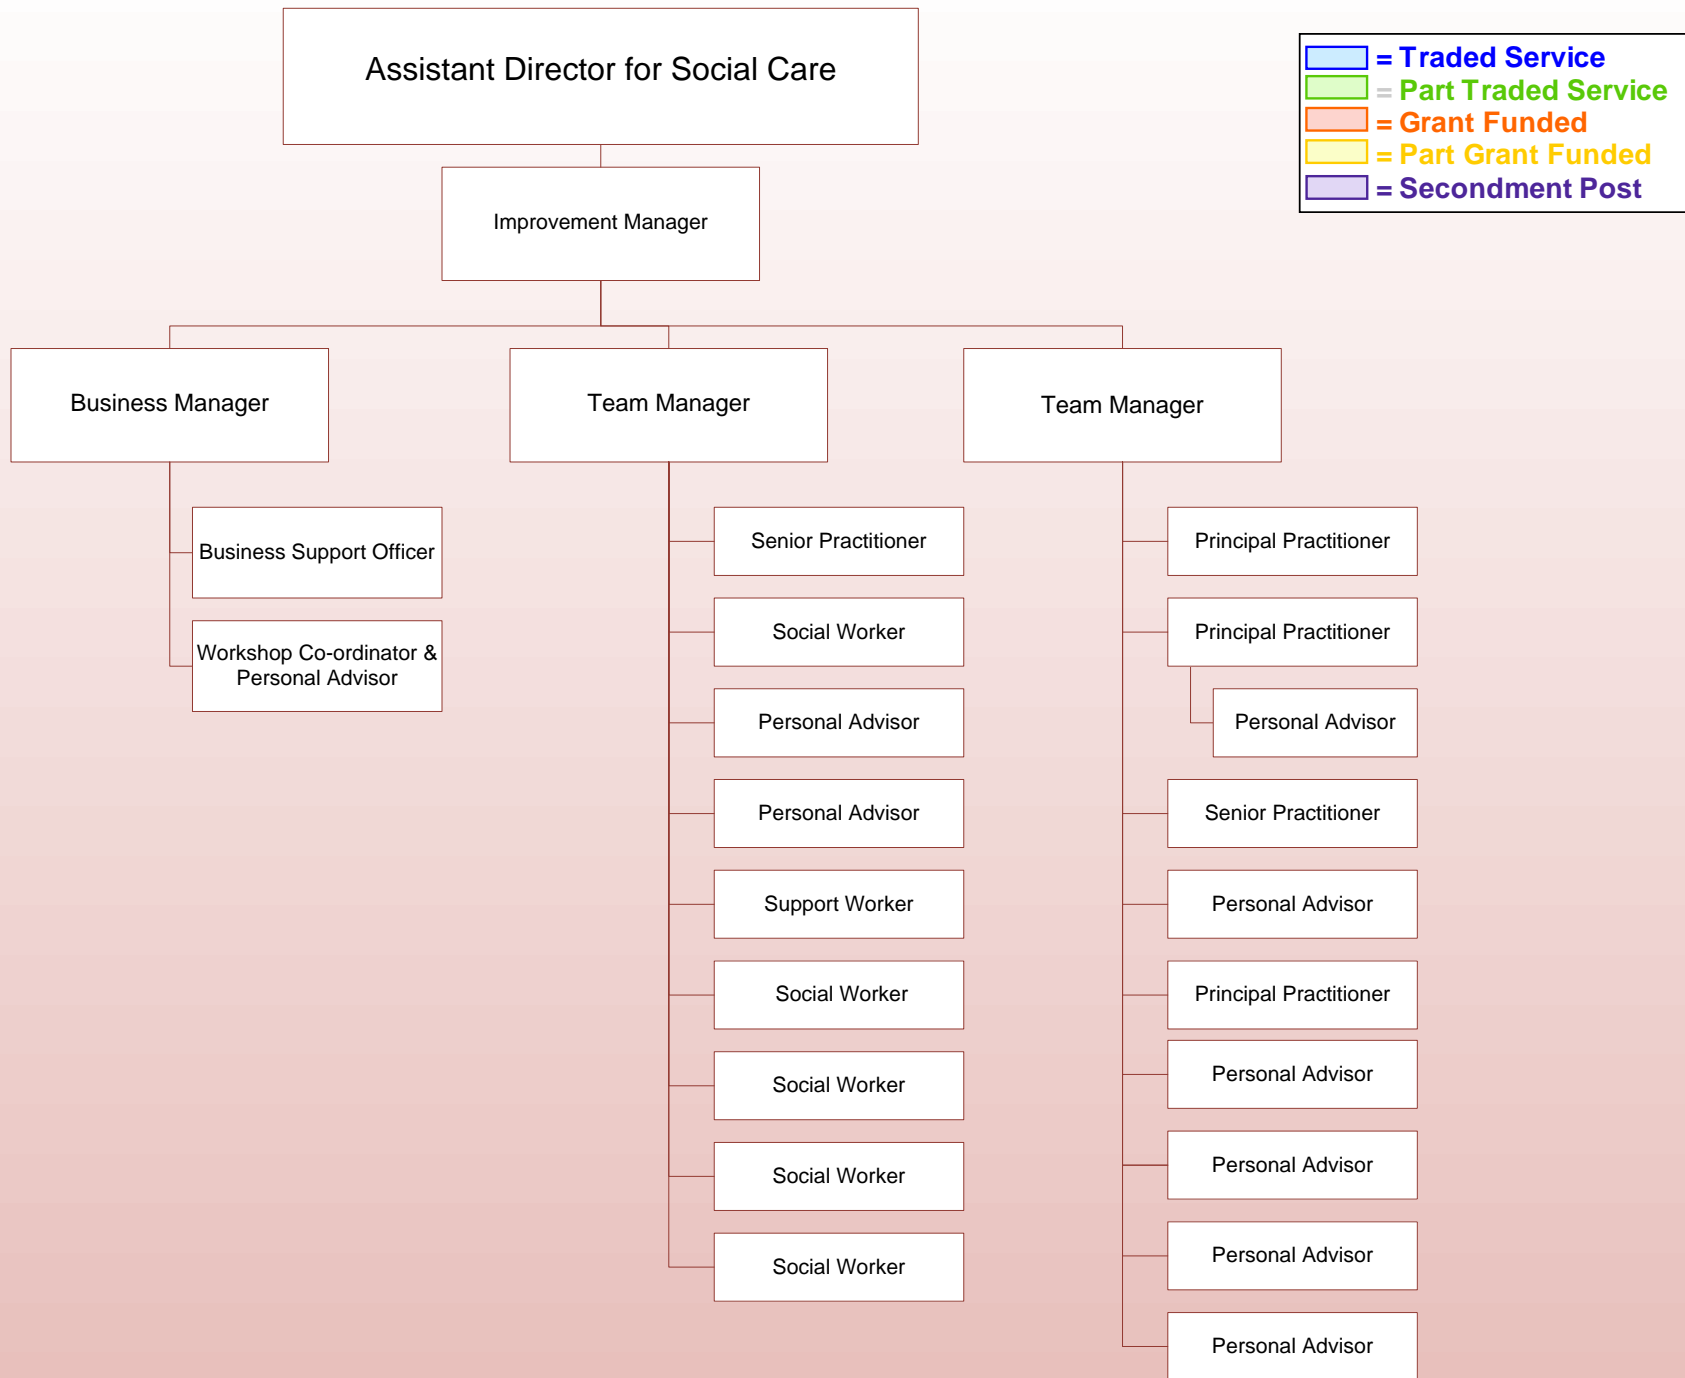 Assistant Director for Social Care
= Traded Service
= Part Traded Service
= Grant Funded
= Part Grant Funded
= Secondment Post
Improvement Manager
Business Manager
Team Manager
Team Manager
Business Support Officer
Workshop Co-ordinator &
Personal Advisor
Senior Practitioner
Social Worker
Personal Advisor
Personal Advisor
Support Worker
Social Worker
Social Worker
Social Worker
Social Worker
Principal Practitioner
Principal Practitioner
Personal Advisor
Senior Practitioner
Personal Advisor
Principal Practitioner
Personal Advisor
Personal Advisor
Personal Advisor
Personal Advisor